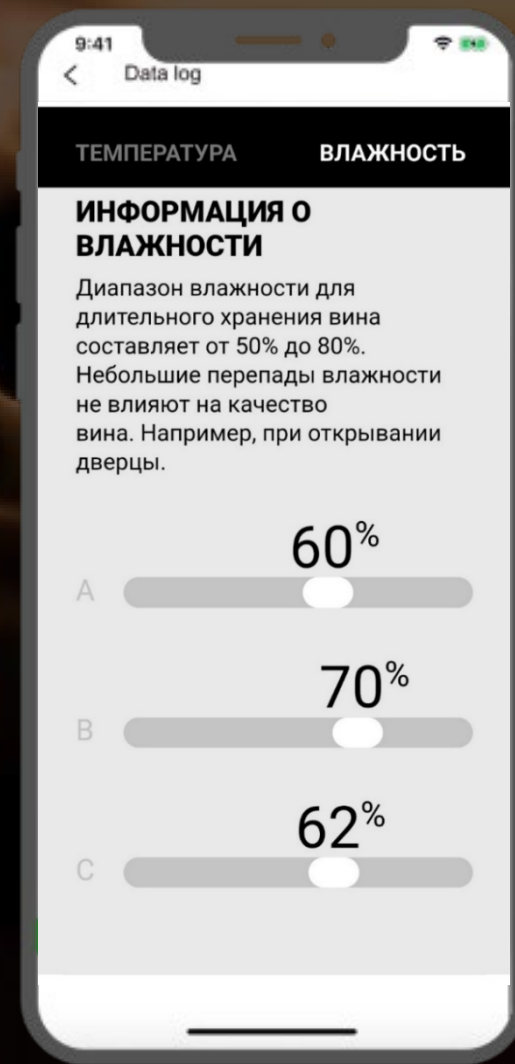 9:41
Data log
ТЕМПЕРАТУРА ВЛАЖНОСТЬ
ИНФОРМАЦИЯ О
ВЛАЖНОСТИ
Диапазон влажности для
длительного хранения вина
составляет от 50% до 80%.
Небольшие перепады влажности
не влияют на качество
вина. Например, при открывании
дверцы.
60%
A
70%
B
62%
C